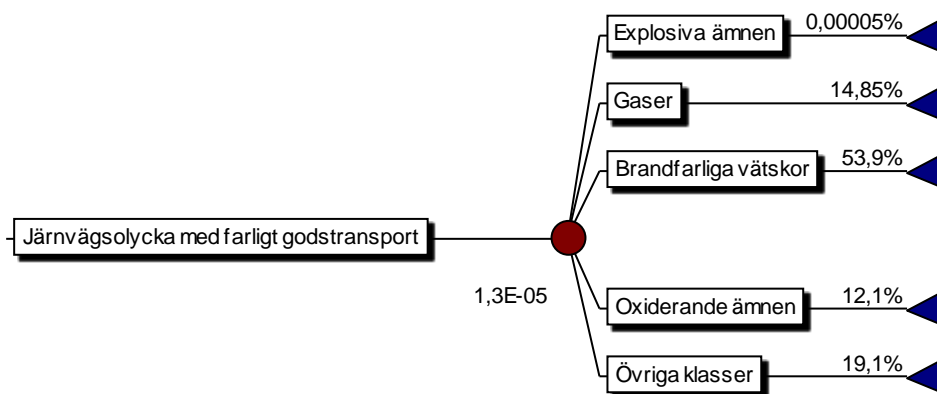 Explosiva ämnen
0,00005%
Gaser
14,85%
Brandfarliga vätskor
53,9%
Järnvägsolycka med farligt godstransport
1,3E-05
Oxiderande ämnen
12,1%
Övriga klasser
19,1%